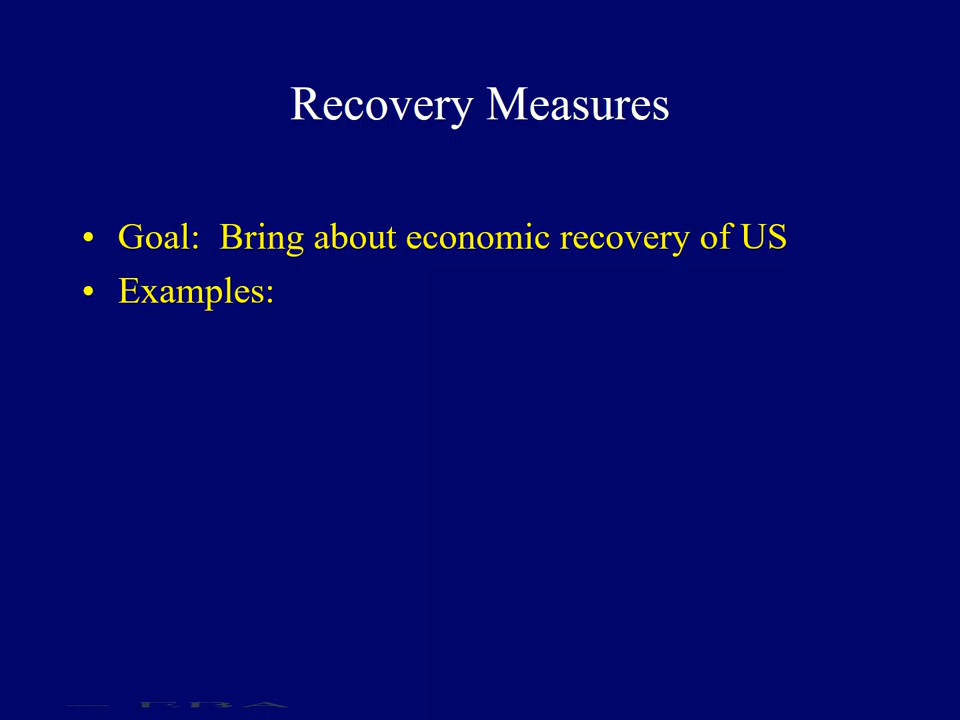 Recovery Measures
• Goal: Bring about economic recovery of US
• Examples: